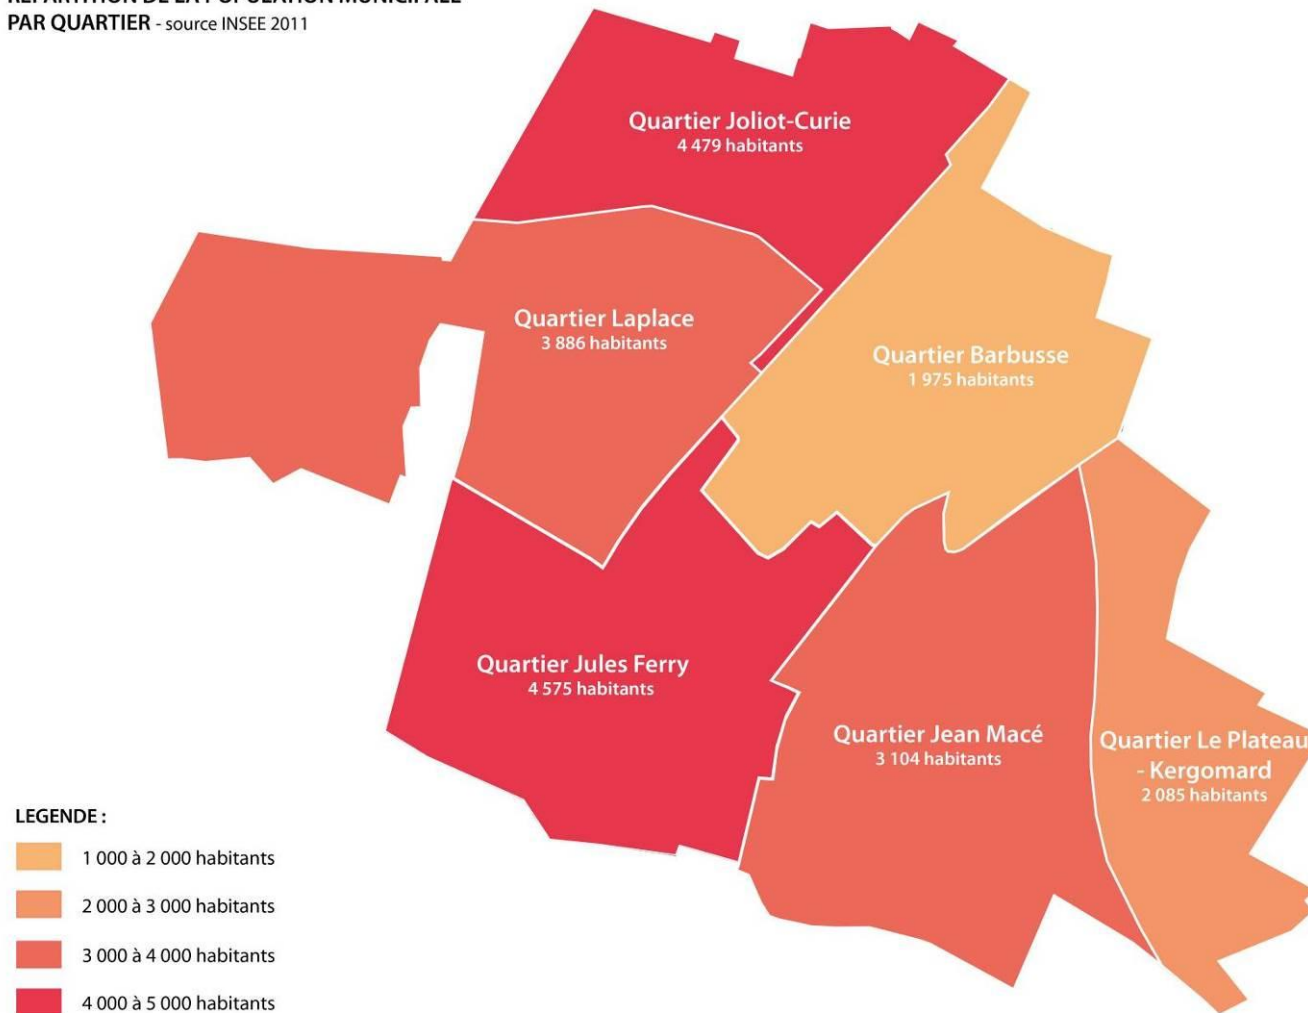 PAR QUARTIER - source INSEE 2011
Quartier Joliot-Curie
4 479 habitants
Quartier Laplace
3 886 habitants
Quartier Barbusse
1 975 habitants
Quartier Jules Ferry
4 575 habitants
Quartier Jean Macé
3 104 habitants
Quartier Le Plateau
- Kergomard
2 085 habitants
LEGENDE :
1 000 à 2 000 habitants
2 000 à 3 000 habitants
3 000 à 4 000 habitants
4 000 à 5 000 habitants